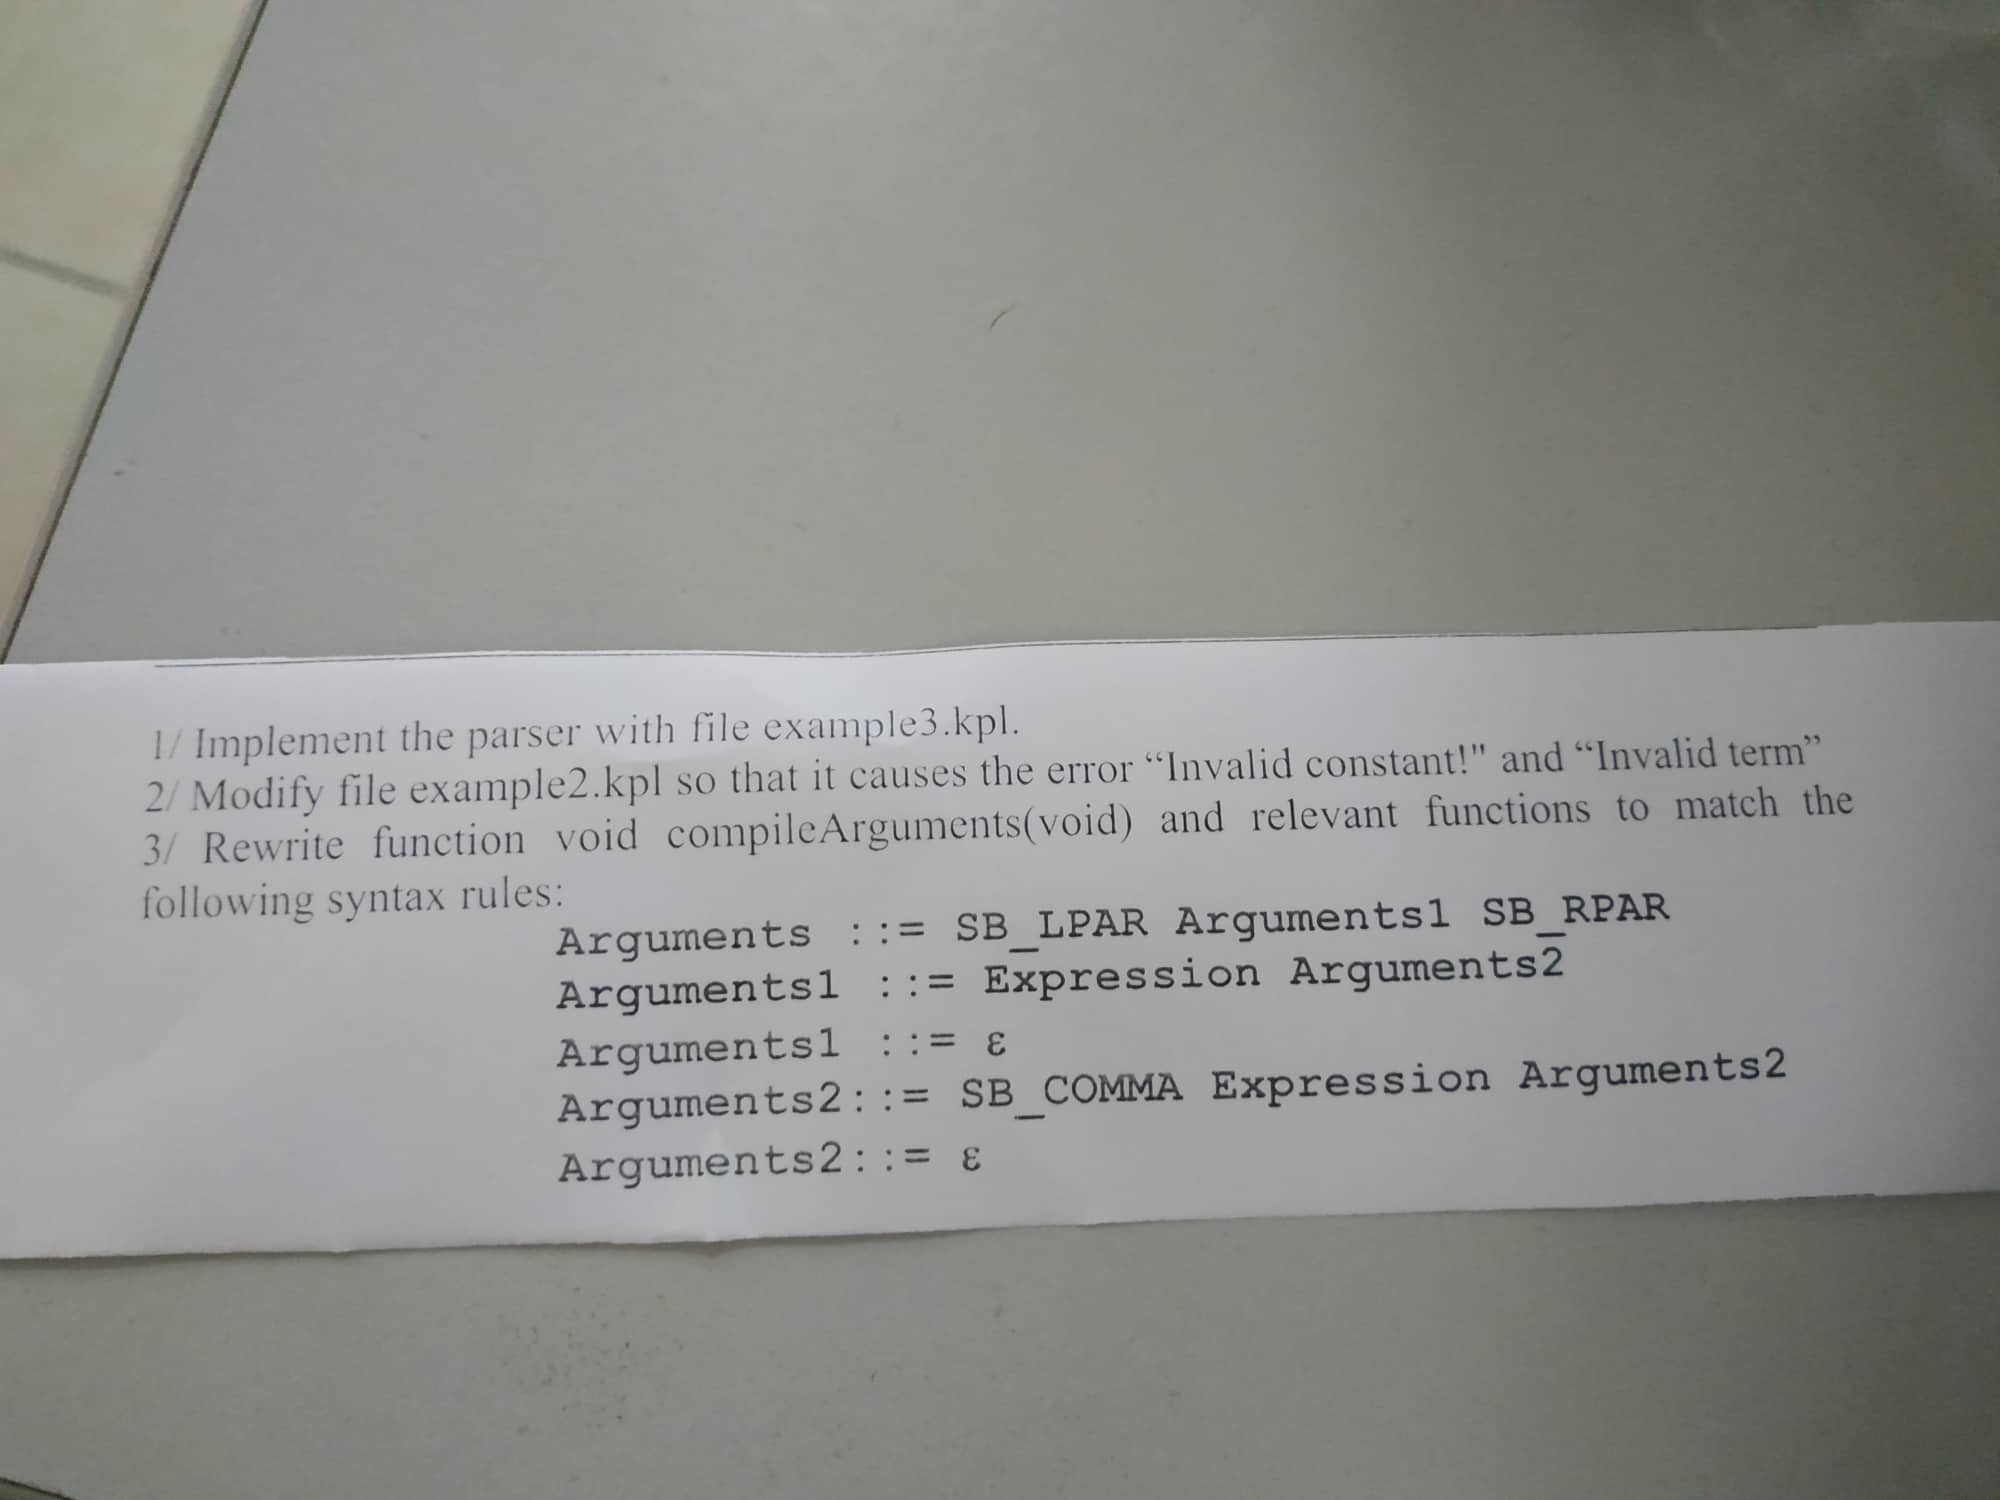 1/ Implement the parser with file example3.kpl.
2/ Modify file example2.kpl so that it causes the error “Invalid constant!" and “Invalid term”
3/ Rewrite function void compileArguments(void) and relevant functions to match the
following syntax rules:
Arguments ::= SB_LPAR Arguments1 SB_RPAR
Arguments1 ::= Expression Arguments2
Arguments1 ::= ε
Arguments2::= SB_COMMA Expression Arguments2
Arguments2::= ε